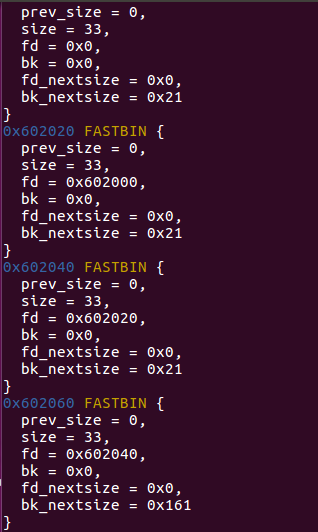 prev_size = 0,
size = 33,
fd = 0x0,
bk = 0x0,
fd_nextsize = 0x0,
bk_nextsize = 0x21
}
0x602020 FASTBIN {
prev_size = 0,
size = 33,
fd = 0x602000,
bk = 0x0,
fd_nextsize = 0x0,
bk_nextsize = 0x21
}
0x602040 FASTBIN {
prev_size = 0,
size = 33,
fd = 0x602020,
bk = 0x0,
fd_nextsize = 0x0,
bk_nextsize = 0x21
}
0x602060 FASTBIN {
prev_size = 0,
size = 33,
fd = 0x602040,
bk = 0x0,
fd_nextsize = 0x0,
bk_nextsize = 0x161
}